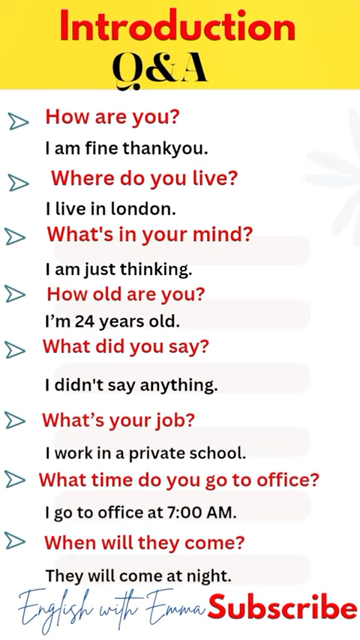 Introduction
Q&A
How are you?
I am fine thankyou.
Where do you live?
I live in london.
What's in your mind?
I am just thinking.
How old are you?
I’m 24 years old.
What did you say?
I didn't say anything.
What’s your job?
I work in a private school.
What time do you go to office?
I go to office at 7:00 AM.
When will they come?
They will come at night.
English with Emma Subscribe